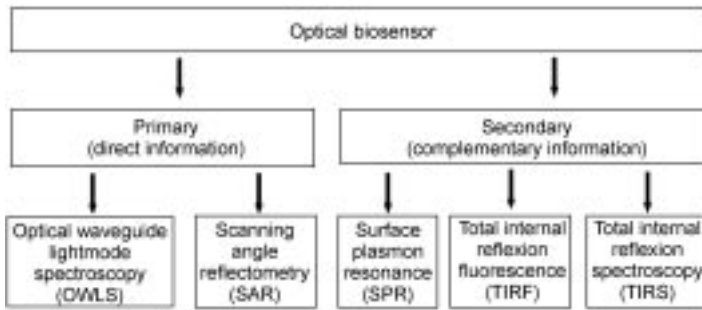 Optical biosensor
Primary
(direct information)
Secondary
(complementary information)
Optical waveguide
lightmode
spectroscopy
(OWLS)
Scanning
angle
reflectometry
(SAR)
Surface
plasmon
resonance
(SPR)
Total internal
reflexion
fluorescence
(TIRF)
Total internal
reflexion
spectroscopy
(TIRS)